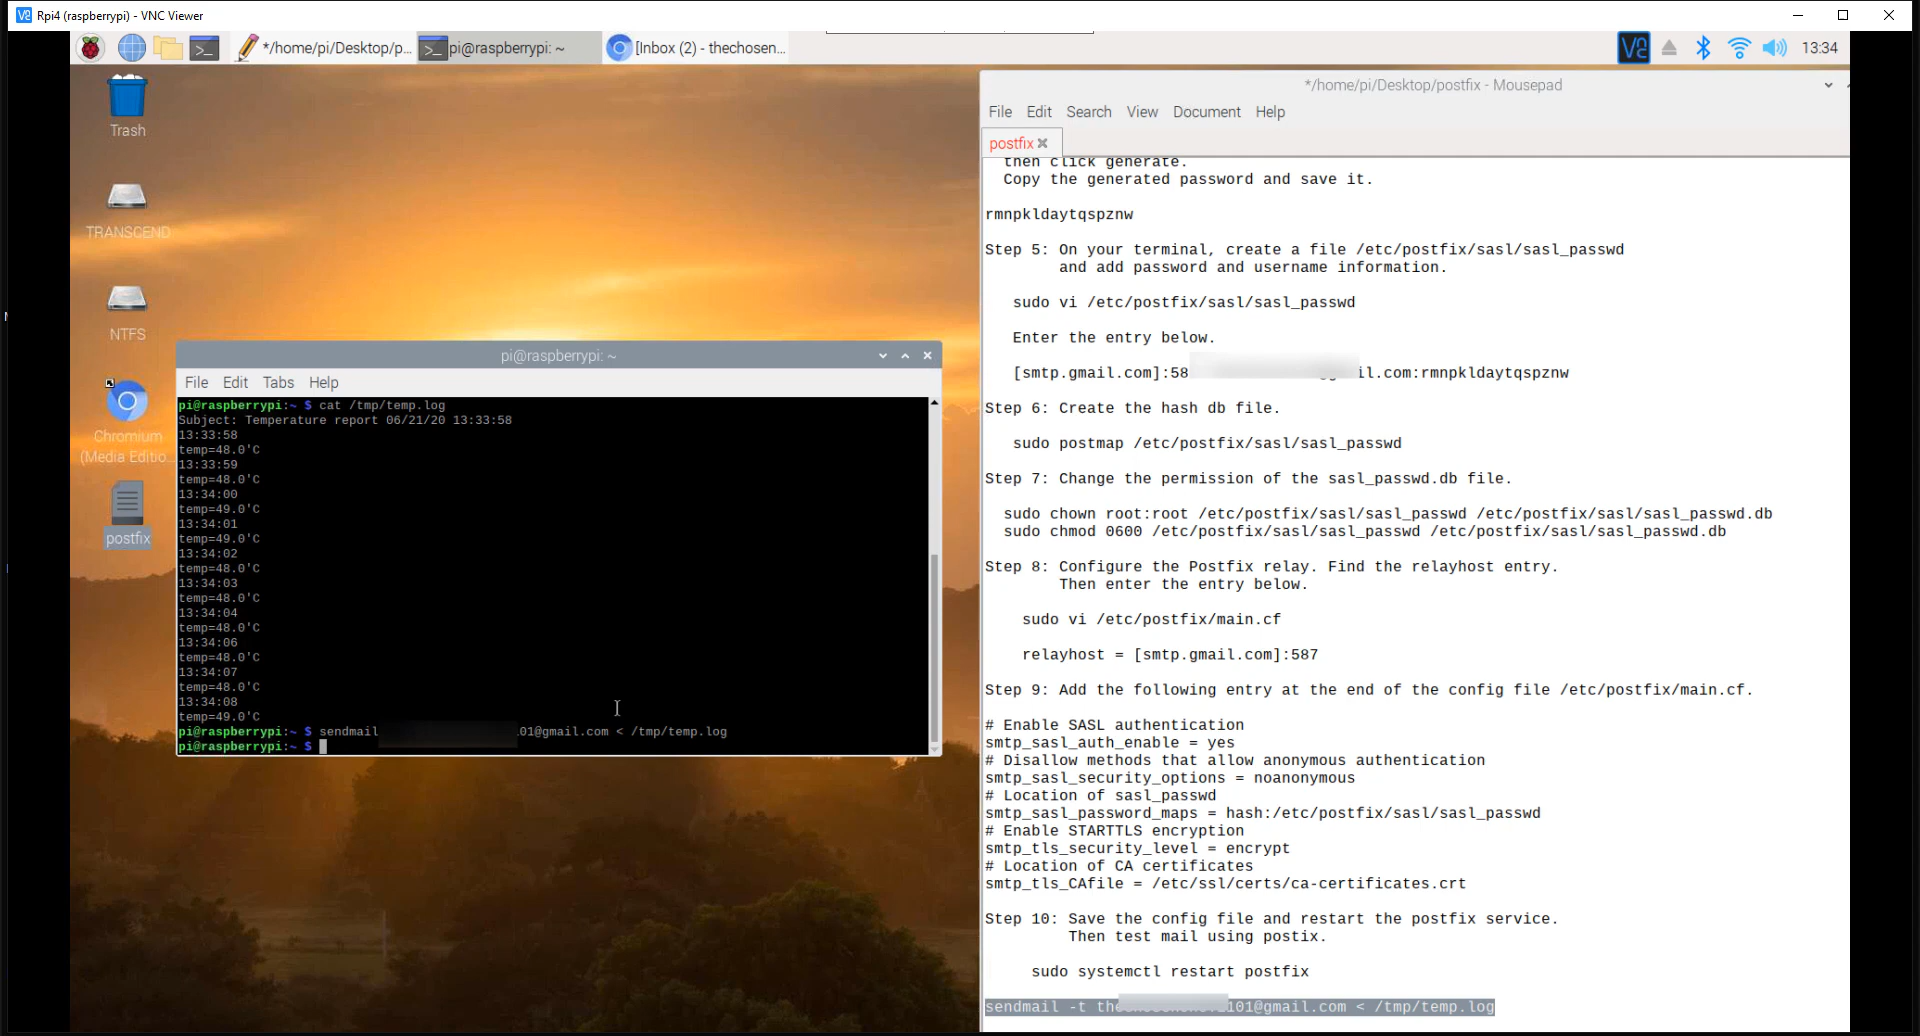 Rpi4 (raspberrypi) - VNC Viewer
*/home/pi/Desktop/p...
pi@raspberrypi: ~
[Inbox (2) - thechosen...
13:34
Trash
TRANSCEND
NTFS
Chromium
(Media Editio...
postfix
pi@raspberrypi: ~
File Edit Tabs Help
pi@raspberrypi:~ $ cat /tmp/temp.log
Subject: Temperature report 06/21/20 13:33:58
13:33:58
temp=48.0'C
13:33:59
temp=48.0'C
13:34:00
temp=49.0'C
13:34:01
temp=49.0'C
13:34:02
temp=48.0'C
13:34:03
temp=48.0'C
13:34:04
temp=48.0'C
13:34:06
temp=48.0'C
13:34:07
temp=48.0'C
13:34:08
temp=49.0'C
pi@raspberrypi:~ $ sendmail 01@gmail.com < /tmp/temp.log
pi@raspberrypi:~ $
*/home/pi/Desktop/postfix - Mousepad
File Edit Search View Document Help
postfix
then click generate.
Copy the generated password and save it.
rmnpkldaytqspznw
Step 5: On your terminal, create a file /etc/postfix/sasl/sasl_passwd
and add password and username information.
sudo vi /etc/postfix/sasl/sasl_passwd
Enter the entry below.
[smtp.gmail.com]:58 il.com:rmnpkldaytqspznw
Step 6: Create the hash db file.
sudo postmap /etc/postfix/sasl/sasl_passwd
Step 7: Change the permission of the sasl_passwd.db file.
sudo chown root:root /etc/postfix/sasl/sasl_passwd /etc/postfix/sasl/sasl_passwd.db
sudo chmod 0600 /etc/postfix/sasl/sasl_passwd /etc/postfix/sasl/sasl_passwd.db
Step 8: Configure the Postfix relay. Find the relayhost entry.
Then enter the entry below.
sudo vi /etc/postfix/main.cf
relayhost = [smtp.gmail.com]:587
Step 9: Add the following entry at the end of the config file /etc/postfix/main.cf.
# Enable SASL authentication
smtp_sasl_auth_enable = yes
# Disallow methods that allow anonymous authentication
smtp_sasl_security_options = noanonymous
# Location of sasl_passwd
smtp_sasl_password_maps = hash:/etc/postfix/sasl/sasl_passwd
# Enable STARTTLS encryption
smtp_tls_security_level = encrypt
# Location of CA certificates
smtp_tls_CAfile = /etc/ssl/certs/ca-certificates.crt
Step 10: Save the config file and restart the postfix service.
Then test mail using postix.
sudo systemctl restart postfix
sendmail -t the 101@gmail.com < /tmp/temp.log